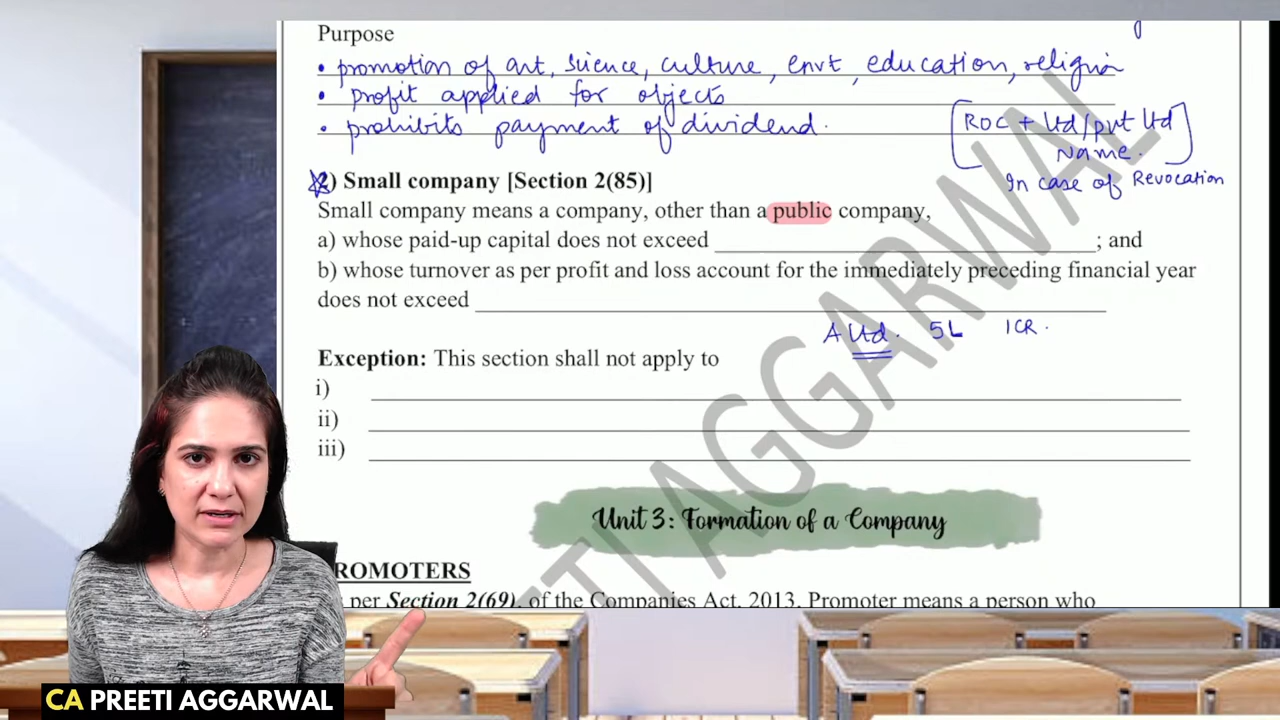 Purpose
• promotion of art, science, culture, envt, education, religion
• profit applied for objects
• prohibits payment of dividend.
[ROC + Ltd/pvt Ltd
Name.]
In case of Revocation
2) Small company [Section 2(85)]
Small company means a company, other than a public company,
a) whose paid-up capital does not exceed ; and
b) whose turnover as per profit and loss account for the immediately preceding financial year
does not exceed
A Ltd. 5L 1CR.
Exception: This section shall not apply to
i)
ii)
iii)
Unit 3: Formation of a Company
ROMOTERS
per Section 2(69), of the Companies Act, 2013, Promoter means a person who
CA PREETI AGGARWAL
ETI AGGARWAL